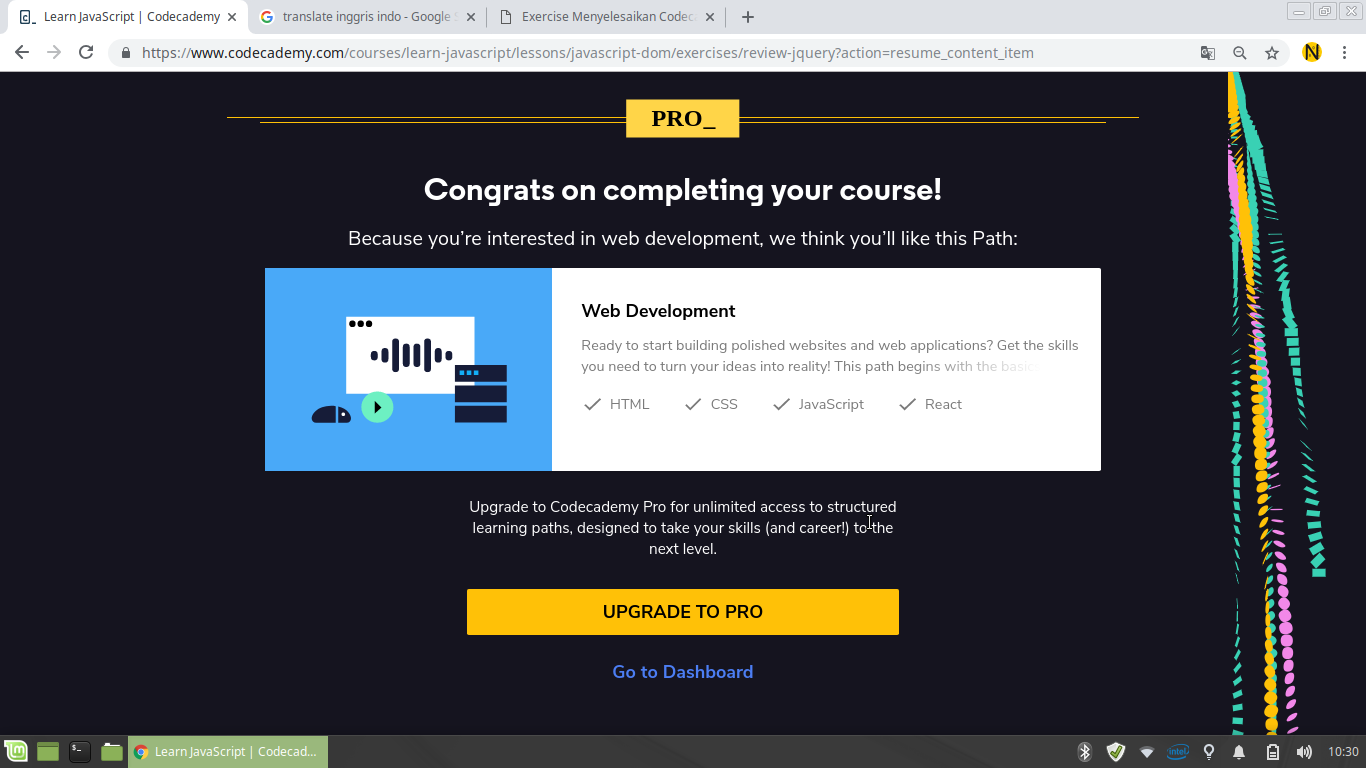 Learn JavaScript | Codecademy
translate inggris indo - Google
Exercise Menyelesaikan Codec
https://www.codecademy.com/courses/learn-javascript/lessons/javascript-dom/exercises/review-jquery?action=resume_content_item
N
PRO_
Congrats on completing your course!
Because you’re interested in web development, we think you’ll like this Path:
Web Development
Ready to start building polished websites and web applications? Get the skills
you need to turn your ideas into reality! This path begins with the basic
HTML
CSS
JavaScript
React
Upgrade to Codecademy Pro for unlimited access to structured
learning paths, designed to take your skills (and career!) to the
next level.
UPGRADE TO PRO
Go to Dashboard
Learn JavaScript | Codecad...
intel
10:30